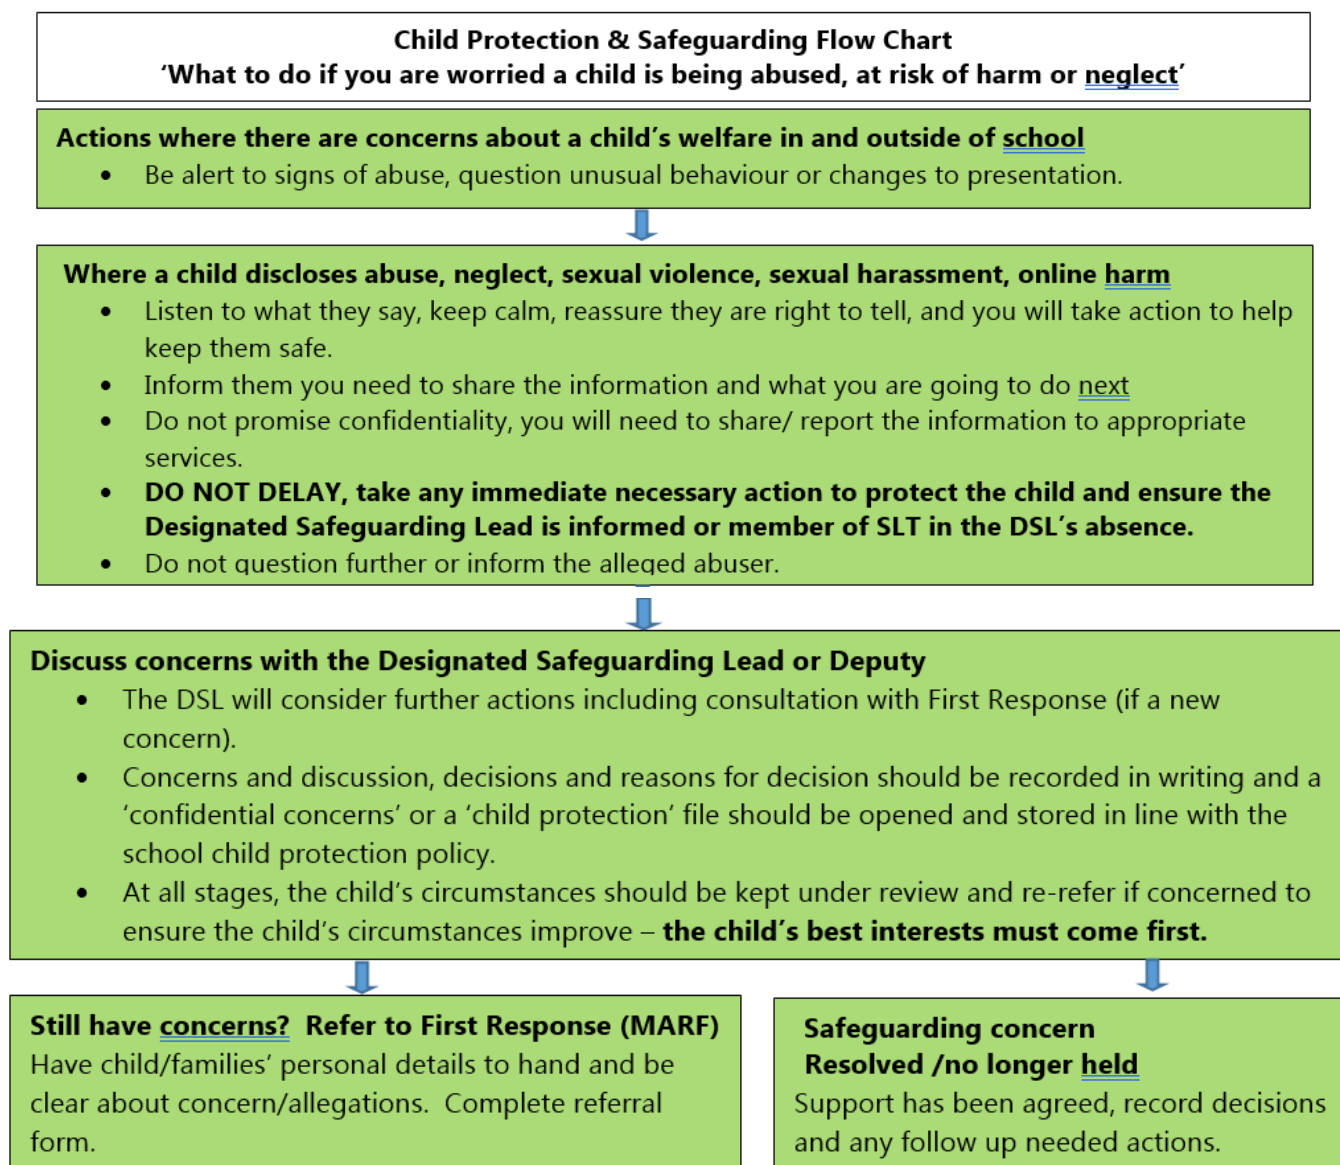 Child Protection & Safeguarding Flow Chart
‘What to do if you are worried a child is being abused, at risk of harm or neglect’
Actions where there are concerns about a child’s welfare in and outside of school
• Be alert to signs of abuse, question unusual behaviour or changes to presentation.
Where a child discloses abuse, neglect, sexual violence, sexual harassment, online harm
• Listen to what they say, keep calm, reassure they are right to tell, and you will take action to help
keep them safe.
• Inform them you need to share the information and what you are going to do next
• Do not promise confidentiality, you will need to share/ report the information to appropriate
services.
• DO NOT DELAY, take any immediate necessary action to protect the child and ensure the
Designated Safeguarding Lead is informed or member of SLT in the DSL’s absence.
• Do not question further or inform the alleged abuser.
Discuss concerns with the Designated Safeguarding Lead or Deputy
• The DSL will consider further actions including consultation with First Response (if a new
concern).
• Concerns and discussion, decisions and reasons for decision should be recorded in writing and a
‘confidential concerns’ or a ‘child protection’ file should be opened and stored in line with the
school child protection policy.
• At all stages, the child’s circumstances should be kept under review and re-refer if concerned to
ensure the child’s circumstances improve – the child’s best interests must come first.
Still have concerns? Refer to First Response (MARF)
Have child/families’ personal details to hand and be
clear about concern/allegations. Complete referral
form.
Safeguarding concern
Resolved /no longer held
Support has been agreed, record decisions
and any follow up needed actions.